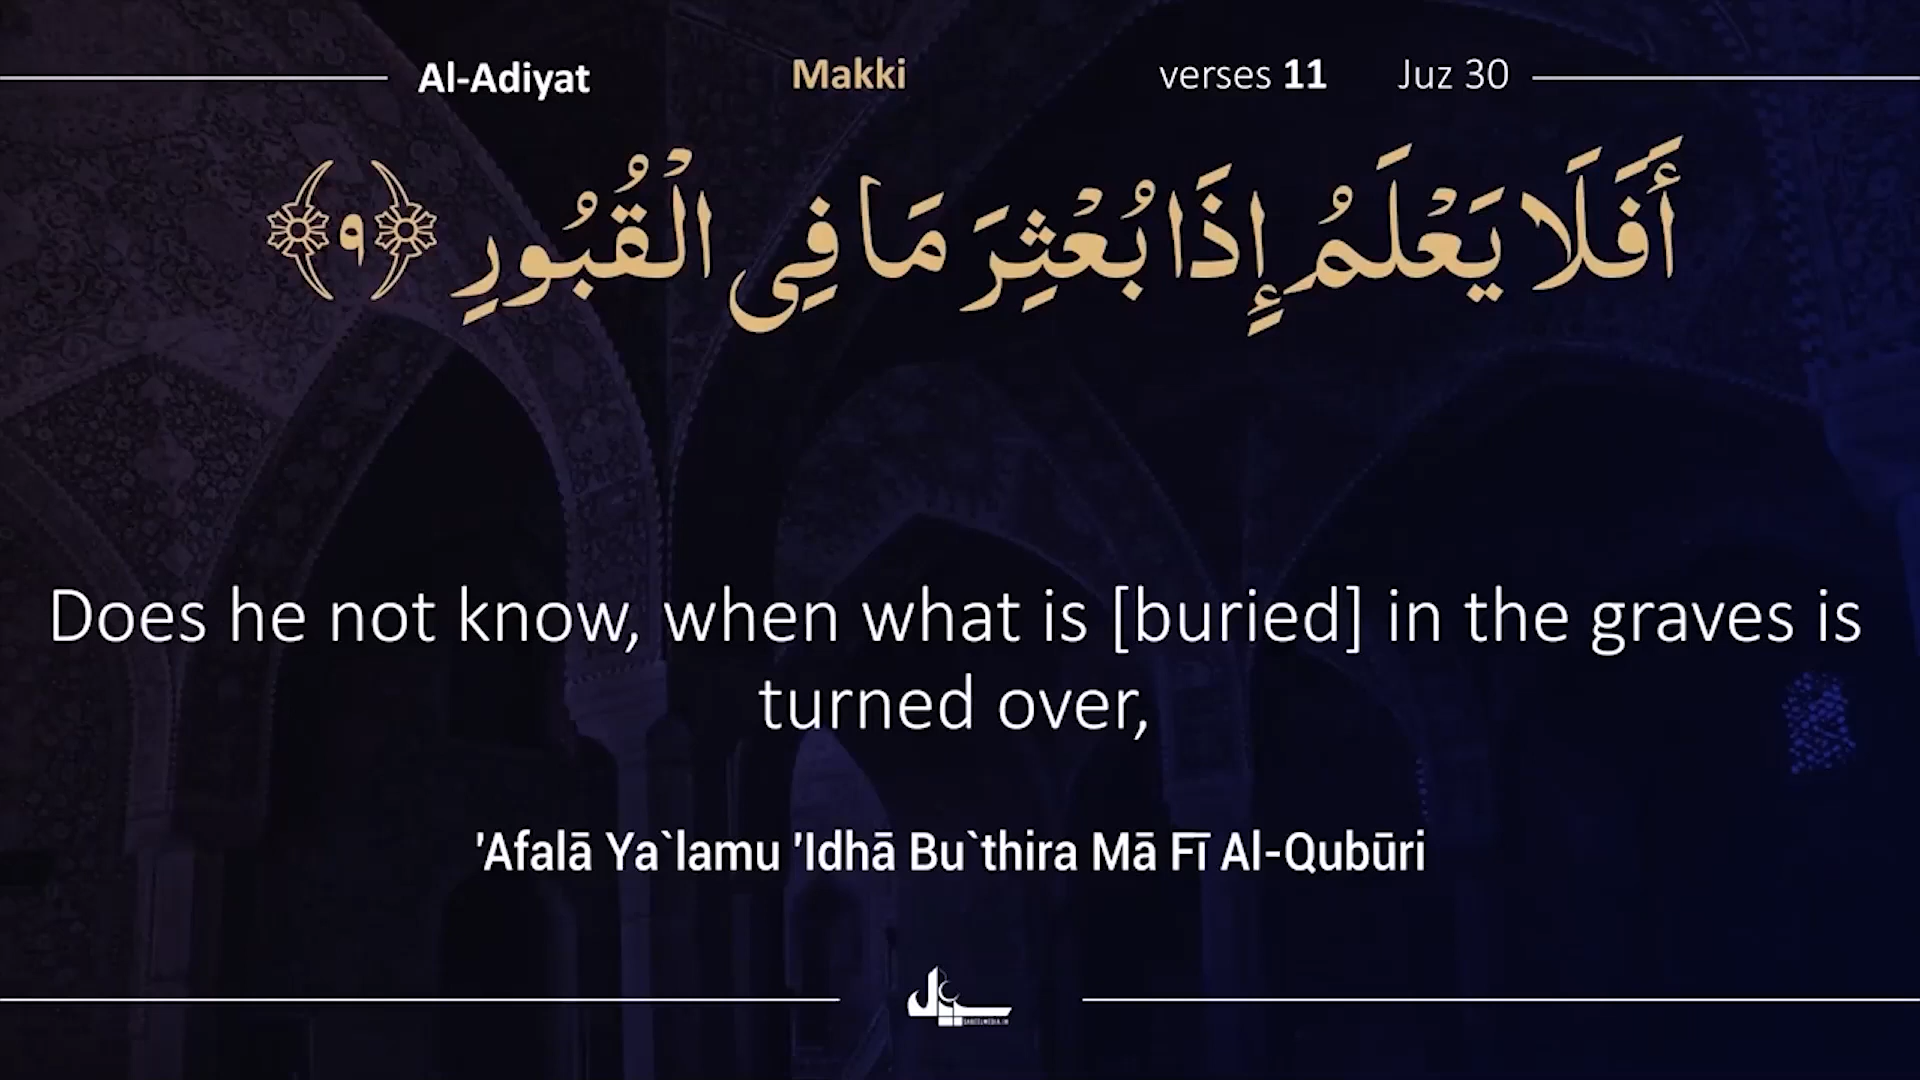 Al-Adiyat Makki verses 11 Juz 30
أَفَلَا يَعْلَمُ إِذَا بُعْثِرَ مَا فِي الْقُبُورِ ﴿٩﴾
Does he not know, when what is [buried] in the graves is
turned over,
'Afalā Ya`lamu 'Idhā Bu`thira Mā Fī Al-Qubūri